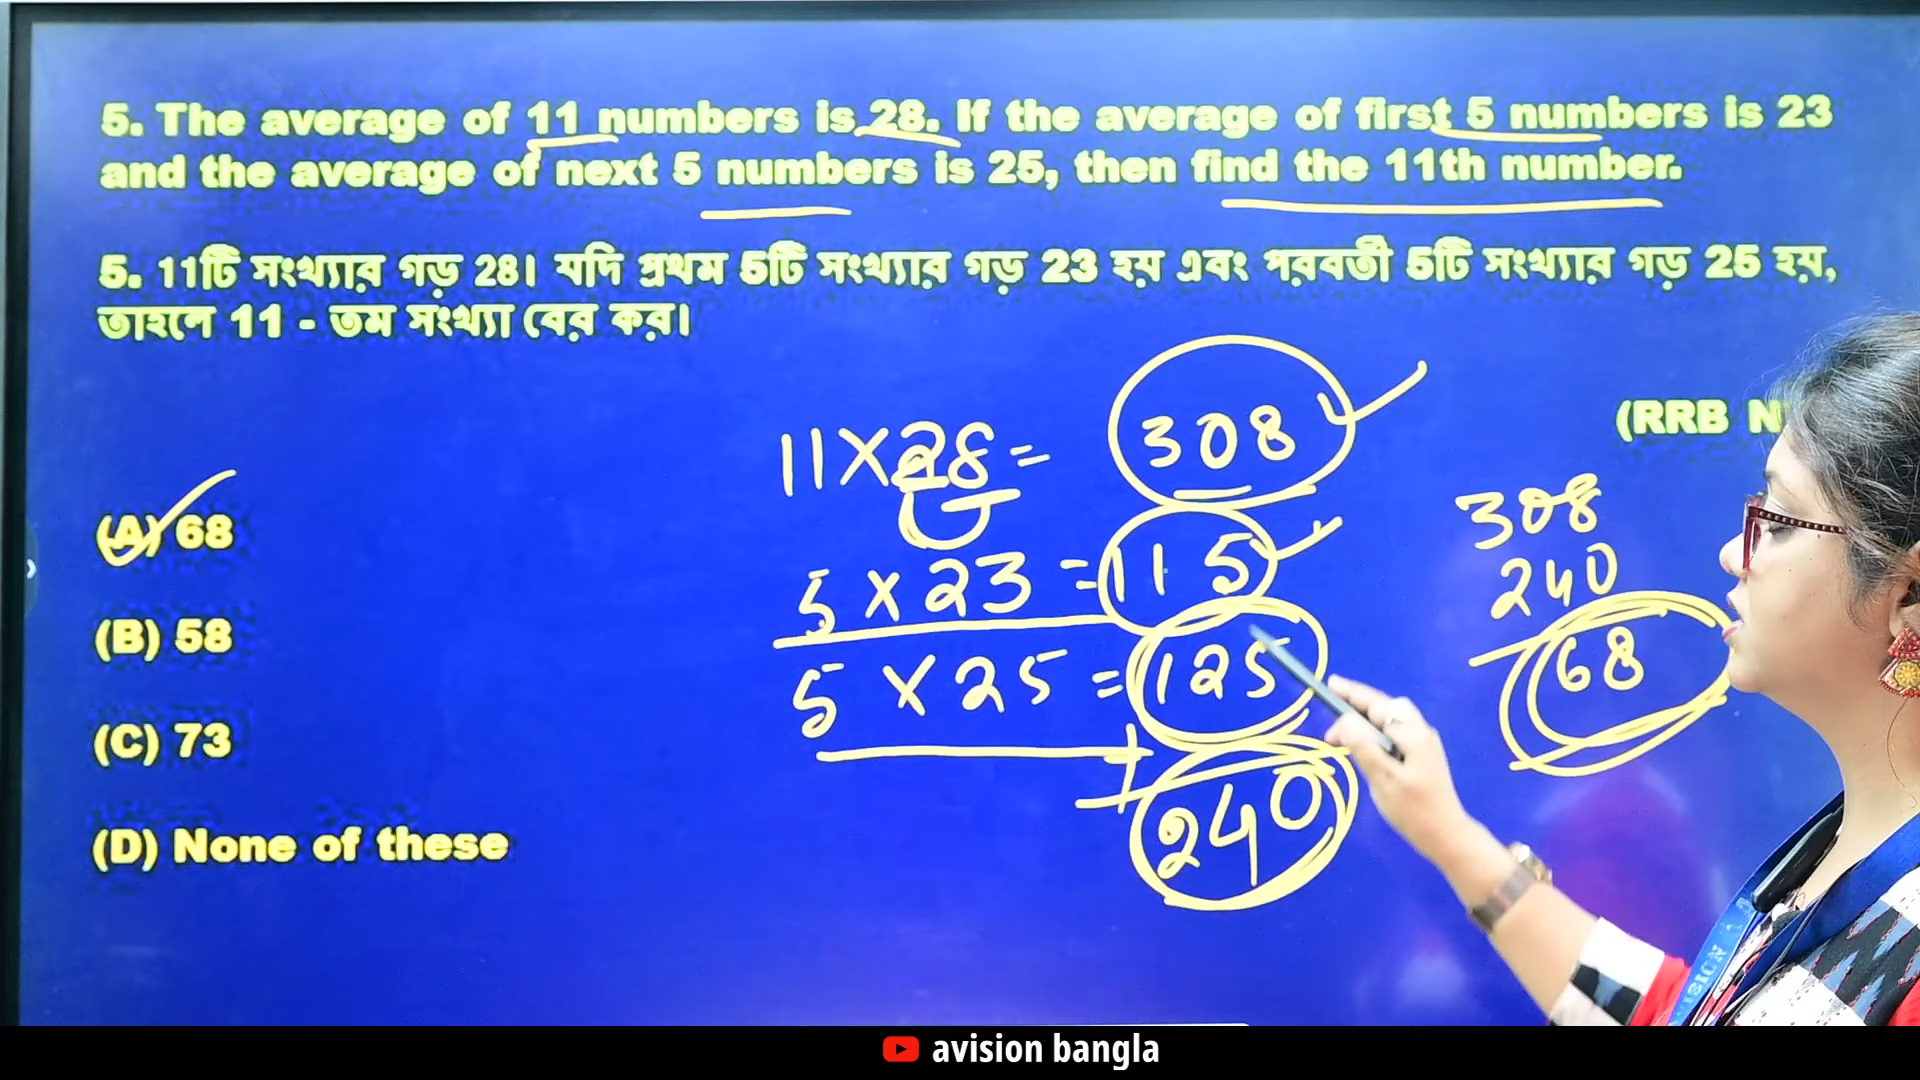 5. The average of 11 numbers is 28. If the average of first 5 numbers is 23
and the average of next 5 numbers is 25, then find the 11th number.
5. 11টি সংখ্যার গড় 28। যদি প্রথম 5টি সংখ্যার গড় 23 হয় এবং পরবর্তী 5টি সংখ্যার গড় 25 হয়,
তাহলে 11 - তম সংখ্যা বের কর।
(RRB
(A) 68
(B) 58
(C) 73
(D) None of these
11×28= 308
5×23=115
5×25=125
+
240
308
240
68
avision bangla